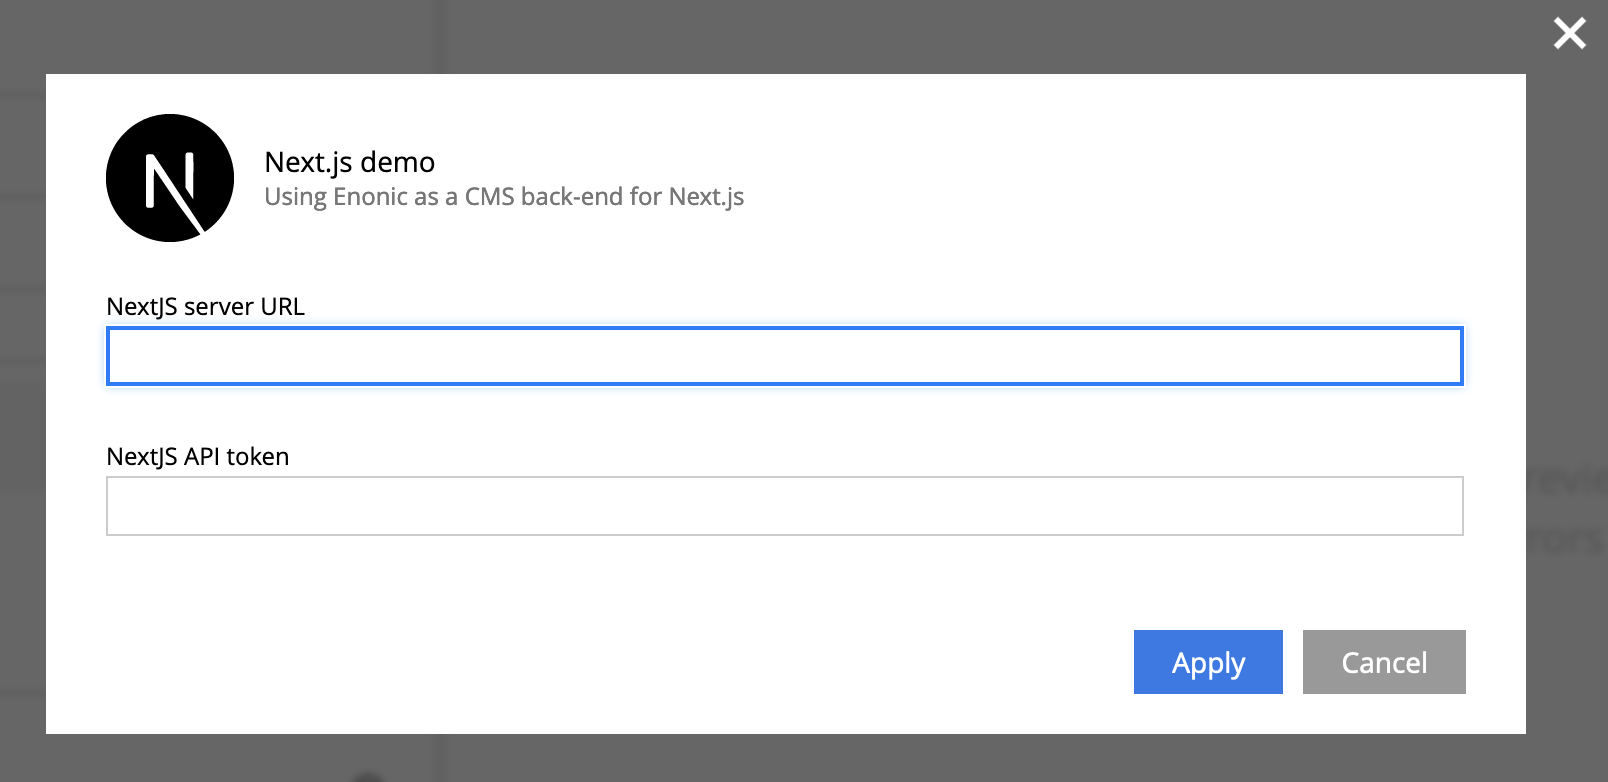 Next.js demo
Using Enonic as a CMS back-end for Next.js
NextJS server URL
NextJS API token
Apply
Cancel